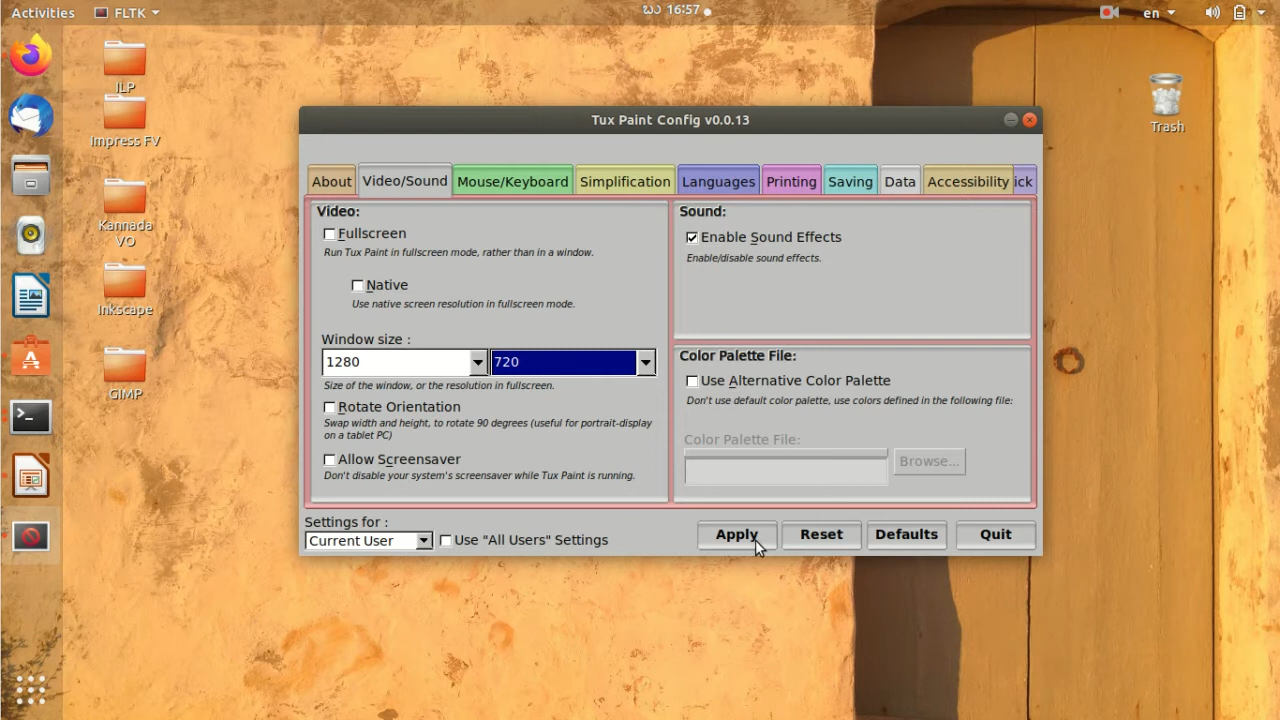 Activities
FLTK
ಶು 16:57
en
ILP
Impress FV
Kannada
VO
Inkscape
GIMP
Trash
Tux Paint Config v0.0.13
About
Video/Sound
Mouse/Keyboard
Simplification
Languages
Printing
Saving
Data
Accessibility
ick
Video:
Fullscreen
Run Tux Paint in fullscreen mode, rather than in a window.
Native
Use native screen resolution in fullscreen mode.
Window size :
1280
720
Size of the window, or the resolution in fullscreen.
Rotate Orientation
Swap width and height, to rotate 90 degrees (useful for portrait-display
on a tablet PC)
Allow Screensaver
Don't disable your system's screensaver while Tux Paint is running.
Sound:
Enable Sound Effects
Enable/disable sound effects.
Color Palette File:
Use Alternative Color Palette
Don't use default color palette, use colors defined in the following file:
Color Palette File:
Browse...
Settings for :
Current User
Use "All Users" Settings
Apply
Reset
Defaults
Quit